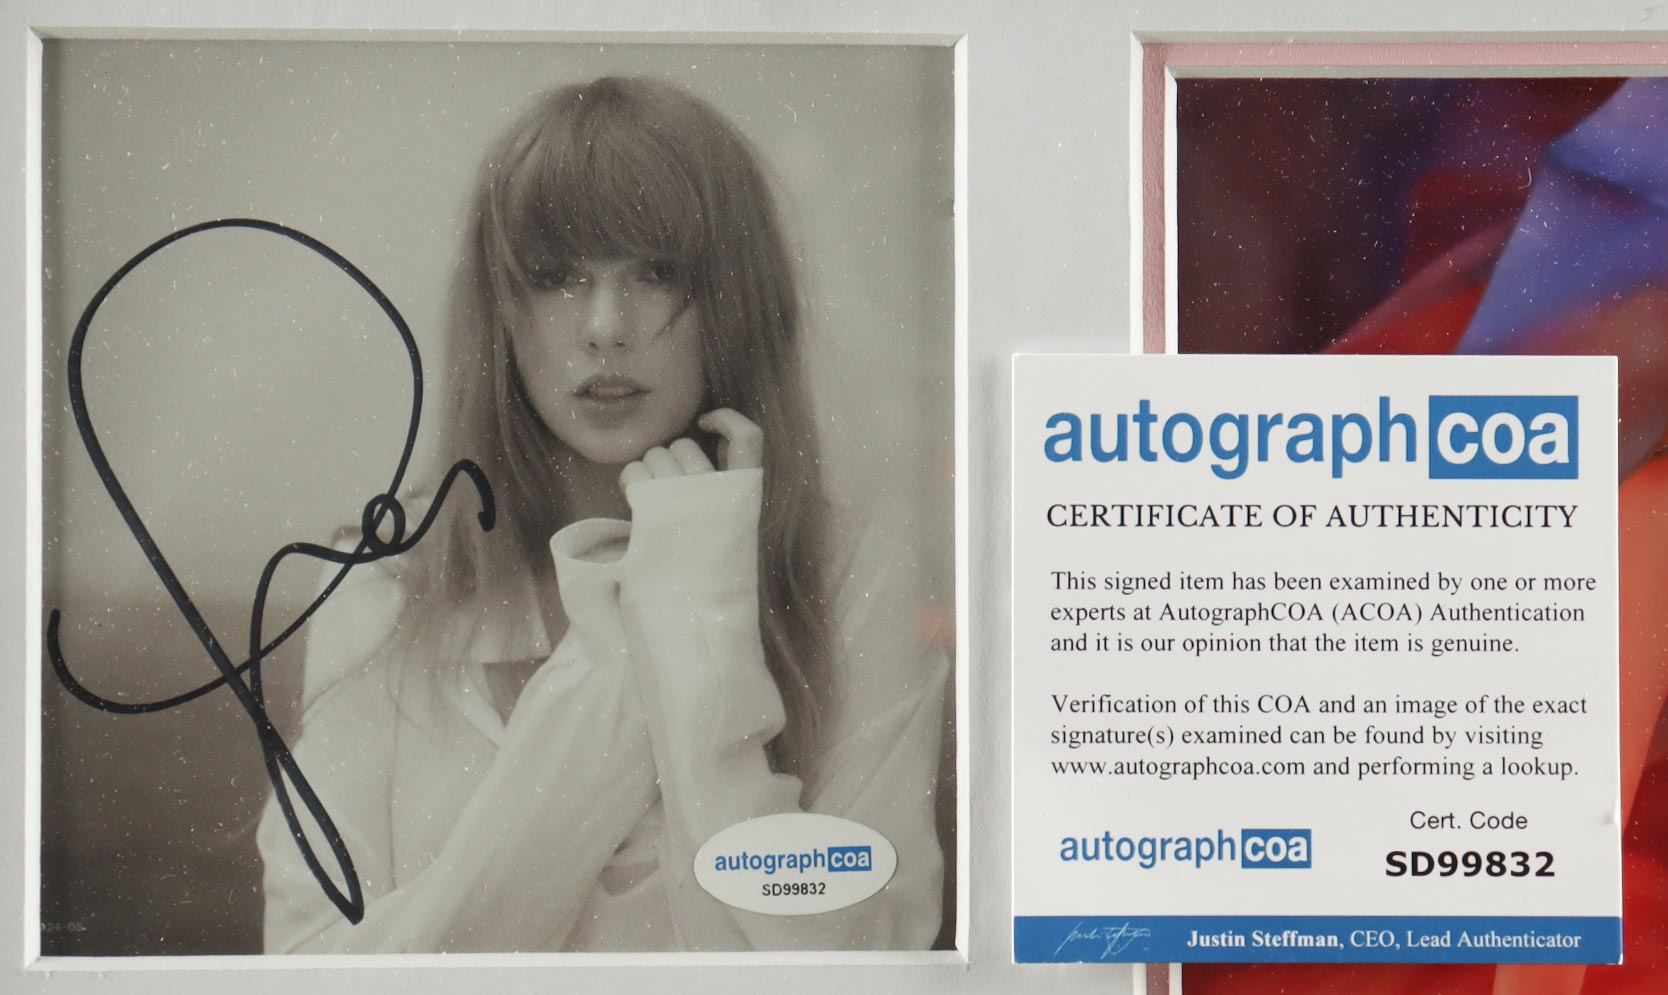 autographcoa
SD99832
autographcoa
CERTIFICATE OF AUTHENTICITY
This signed item has been examined by one or more
experts at AutographCOA (ACOA) Authentication
and it is our opinion that the item is genuine.
Verification of this COA and an image of the exact
signature(s) examined can be found by visiting
www.autographcoa.com and performing a lookup.
autographcoa
Cert. Code
SD99832
Justin Steffman, CEO, Lead Authenticator